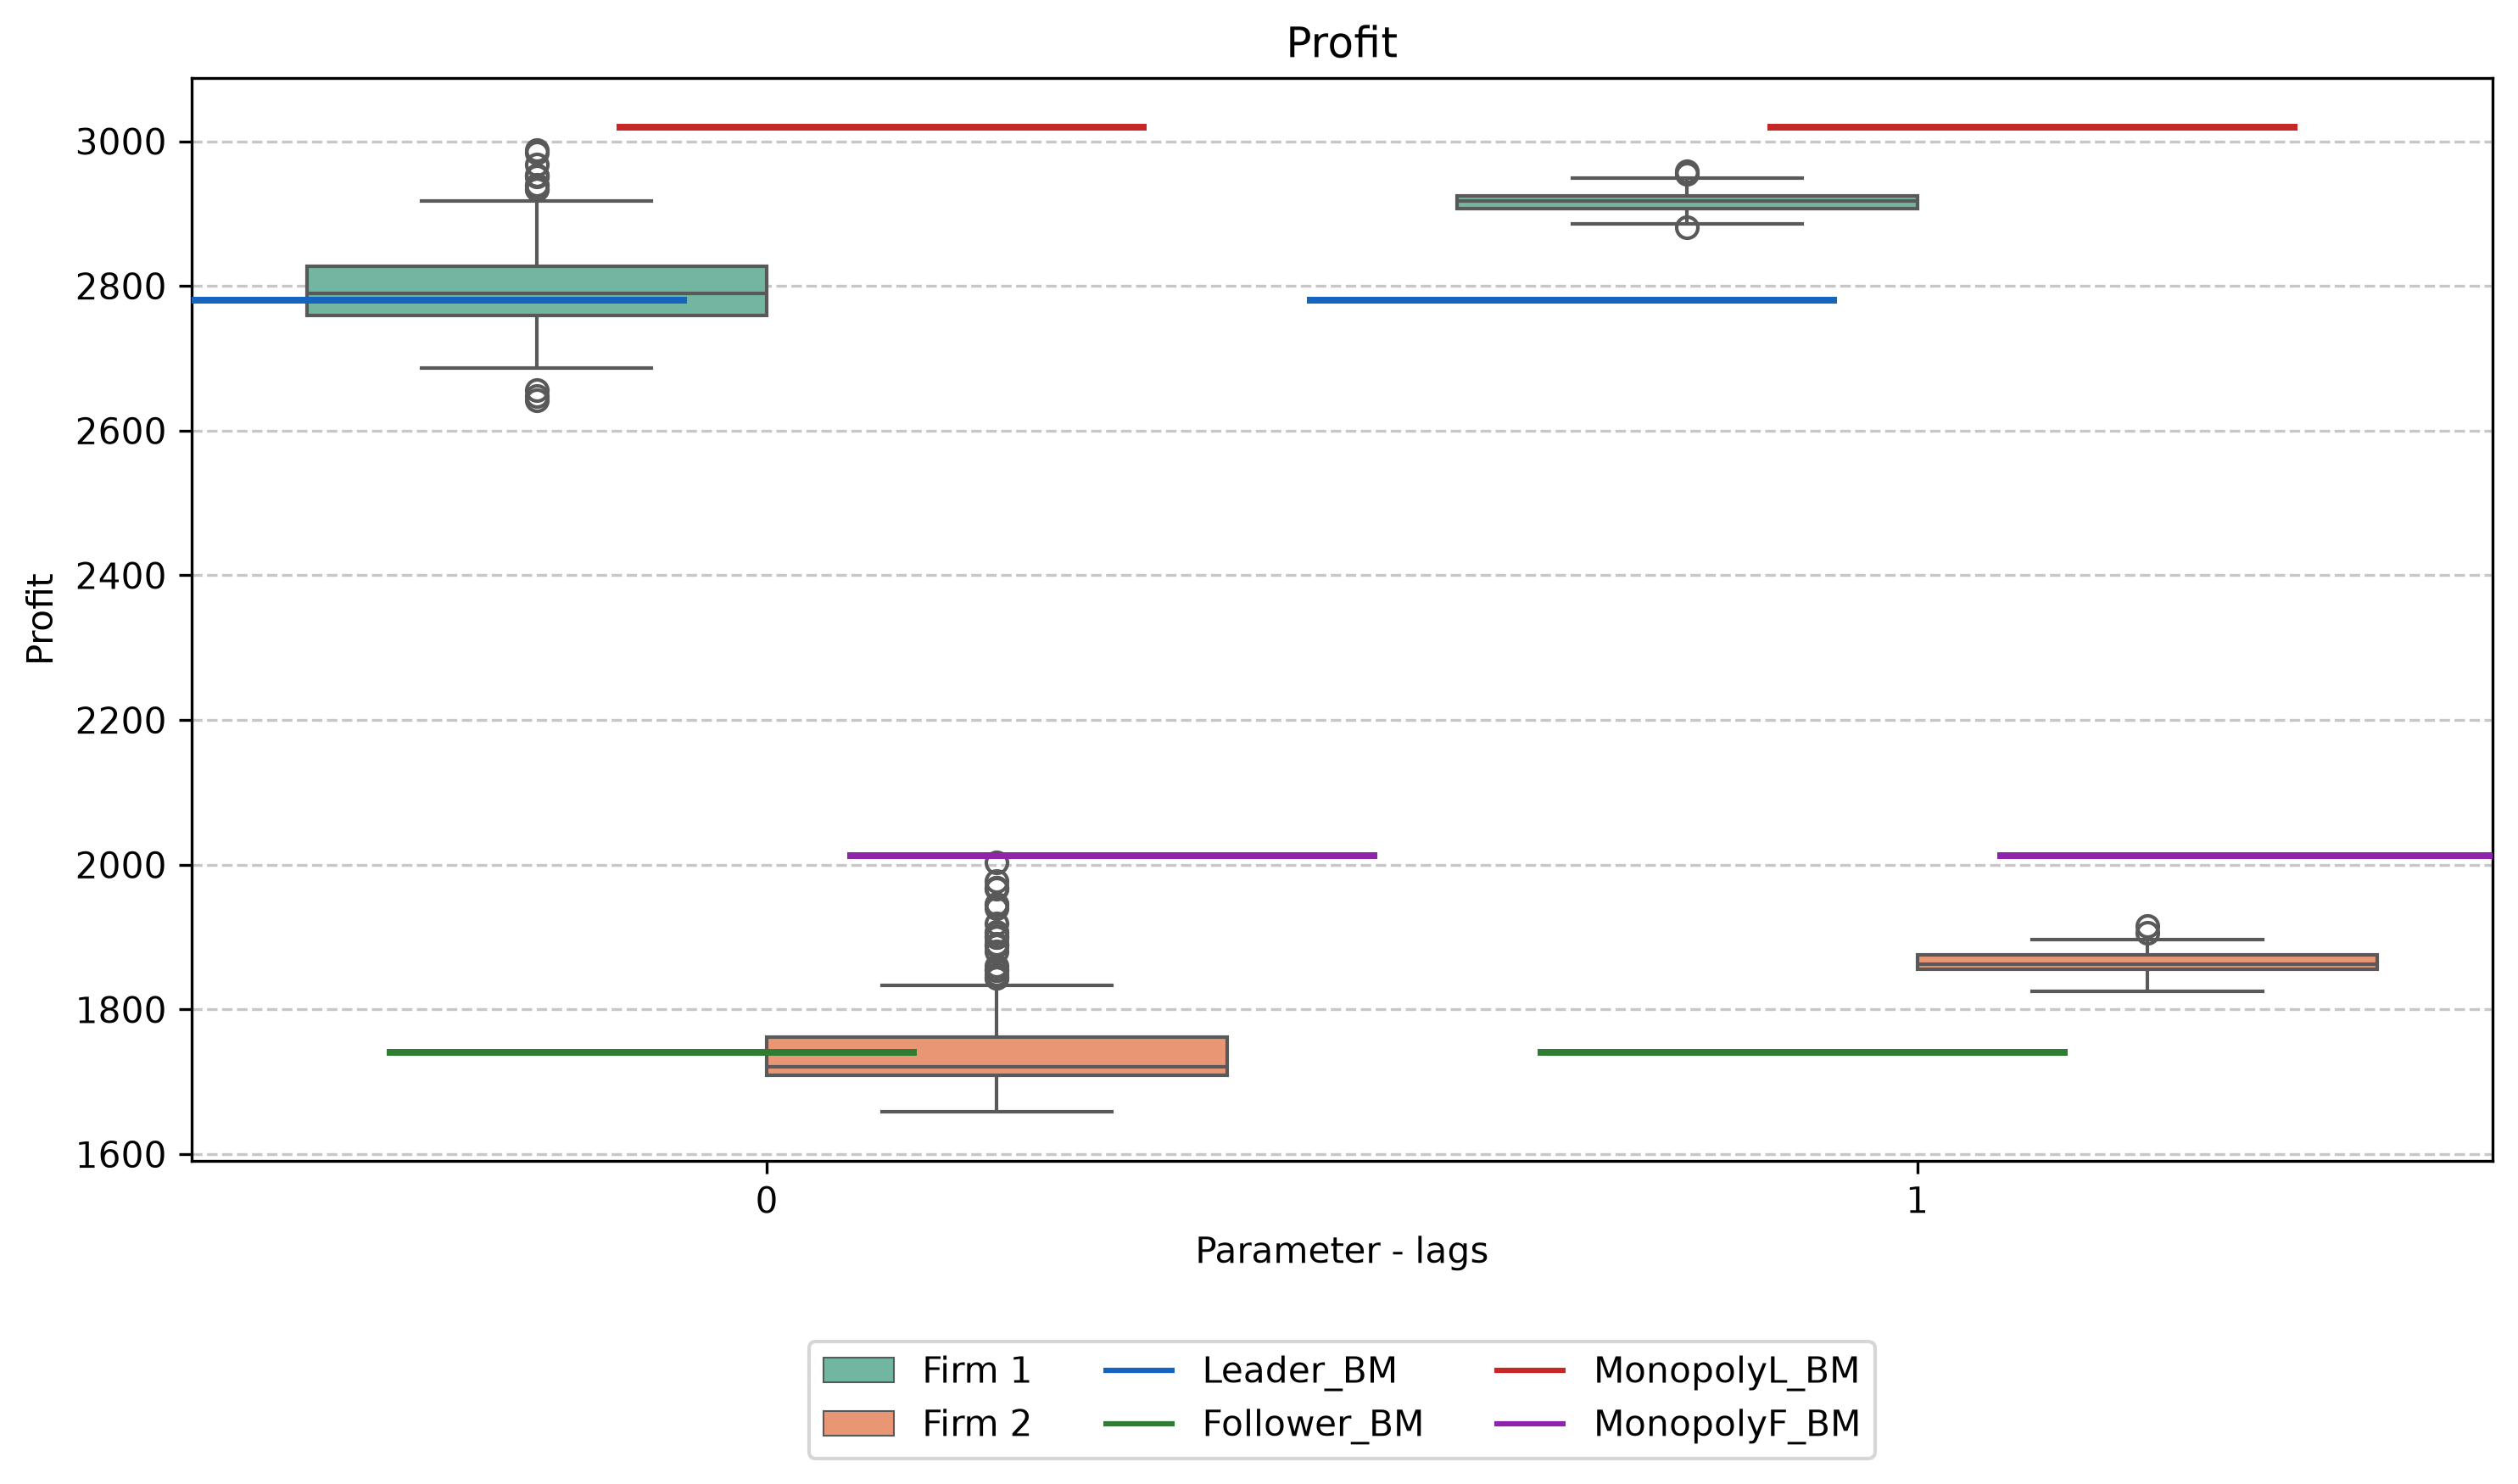 Profit
3000
2800
2600
2400
2200
2000
1800
1600
Profit
0
1
Parameter - lags
Firm 1
Firm 2
Leader_BM
Follower_BM
MonopolyL_BM
MonopolyF_BM